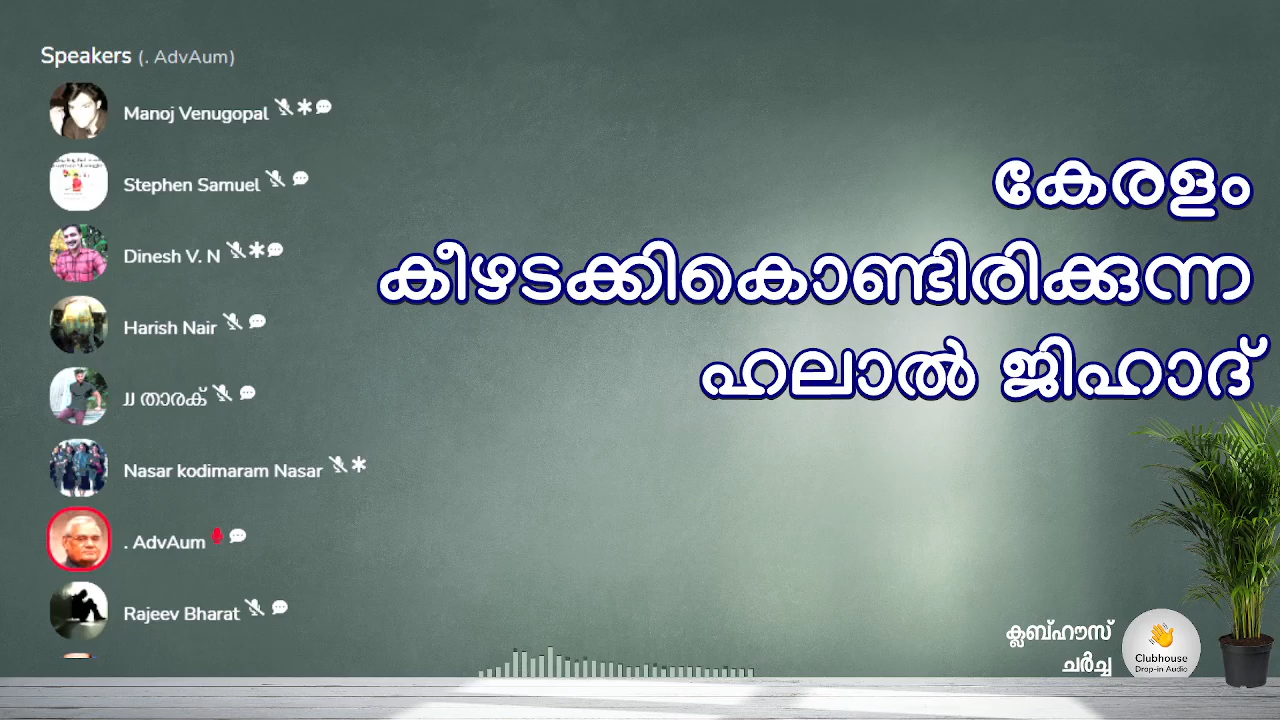 Speakers (. AdvAum)
Manoj Venugopal
Stephen Samuel
Dinesh V. N
Harish Nair
JJ താരക്
Nasar kodimaram Nasar
. AdvAum
Rajeev Bharat
കേരളം
കീഴടക്കികൊണ്ടിരിക്കുന്ന
ഹലാൽ ജിഹാദ്
ക്ലബ്ഹൗസ്
ചർച്ച
Clubhouse
Drop-in Audio